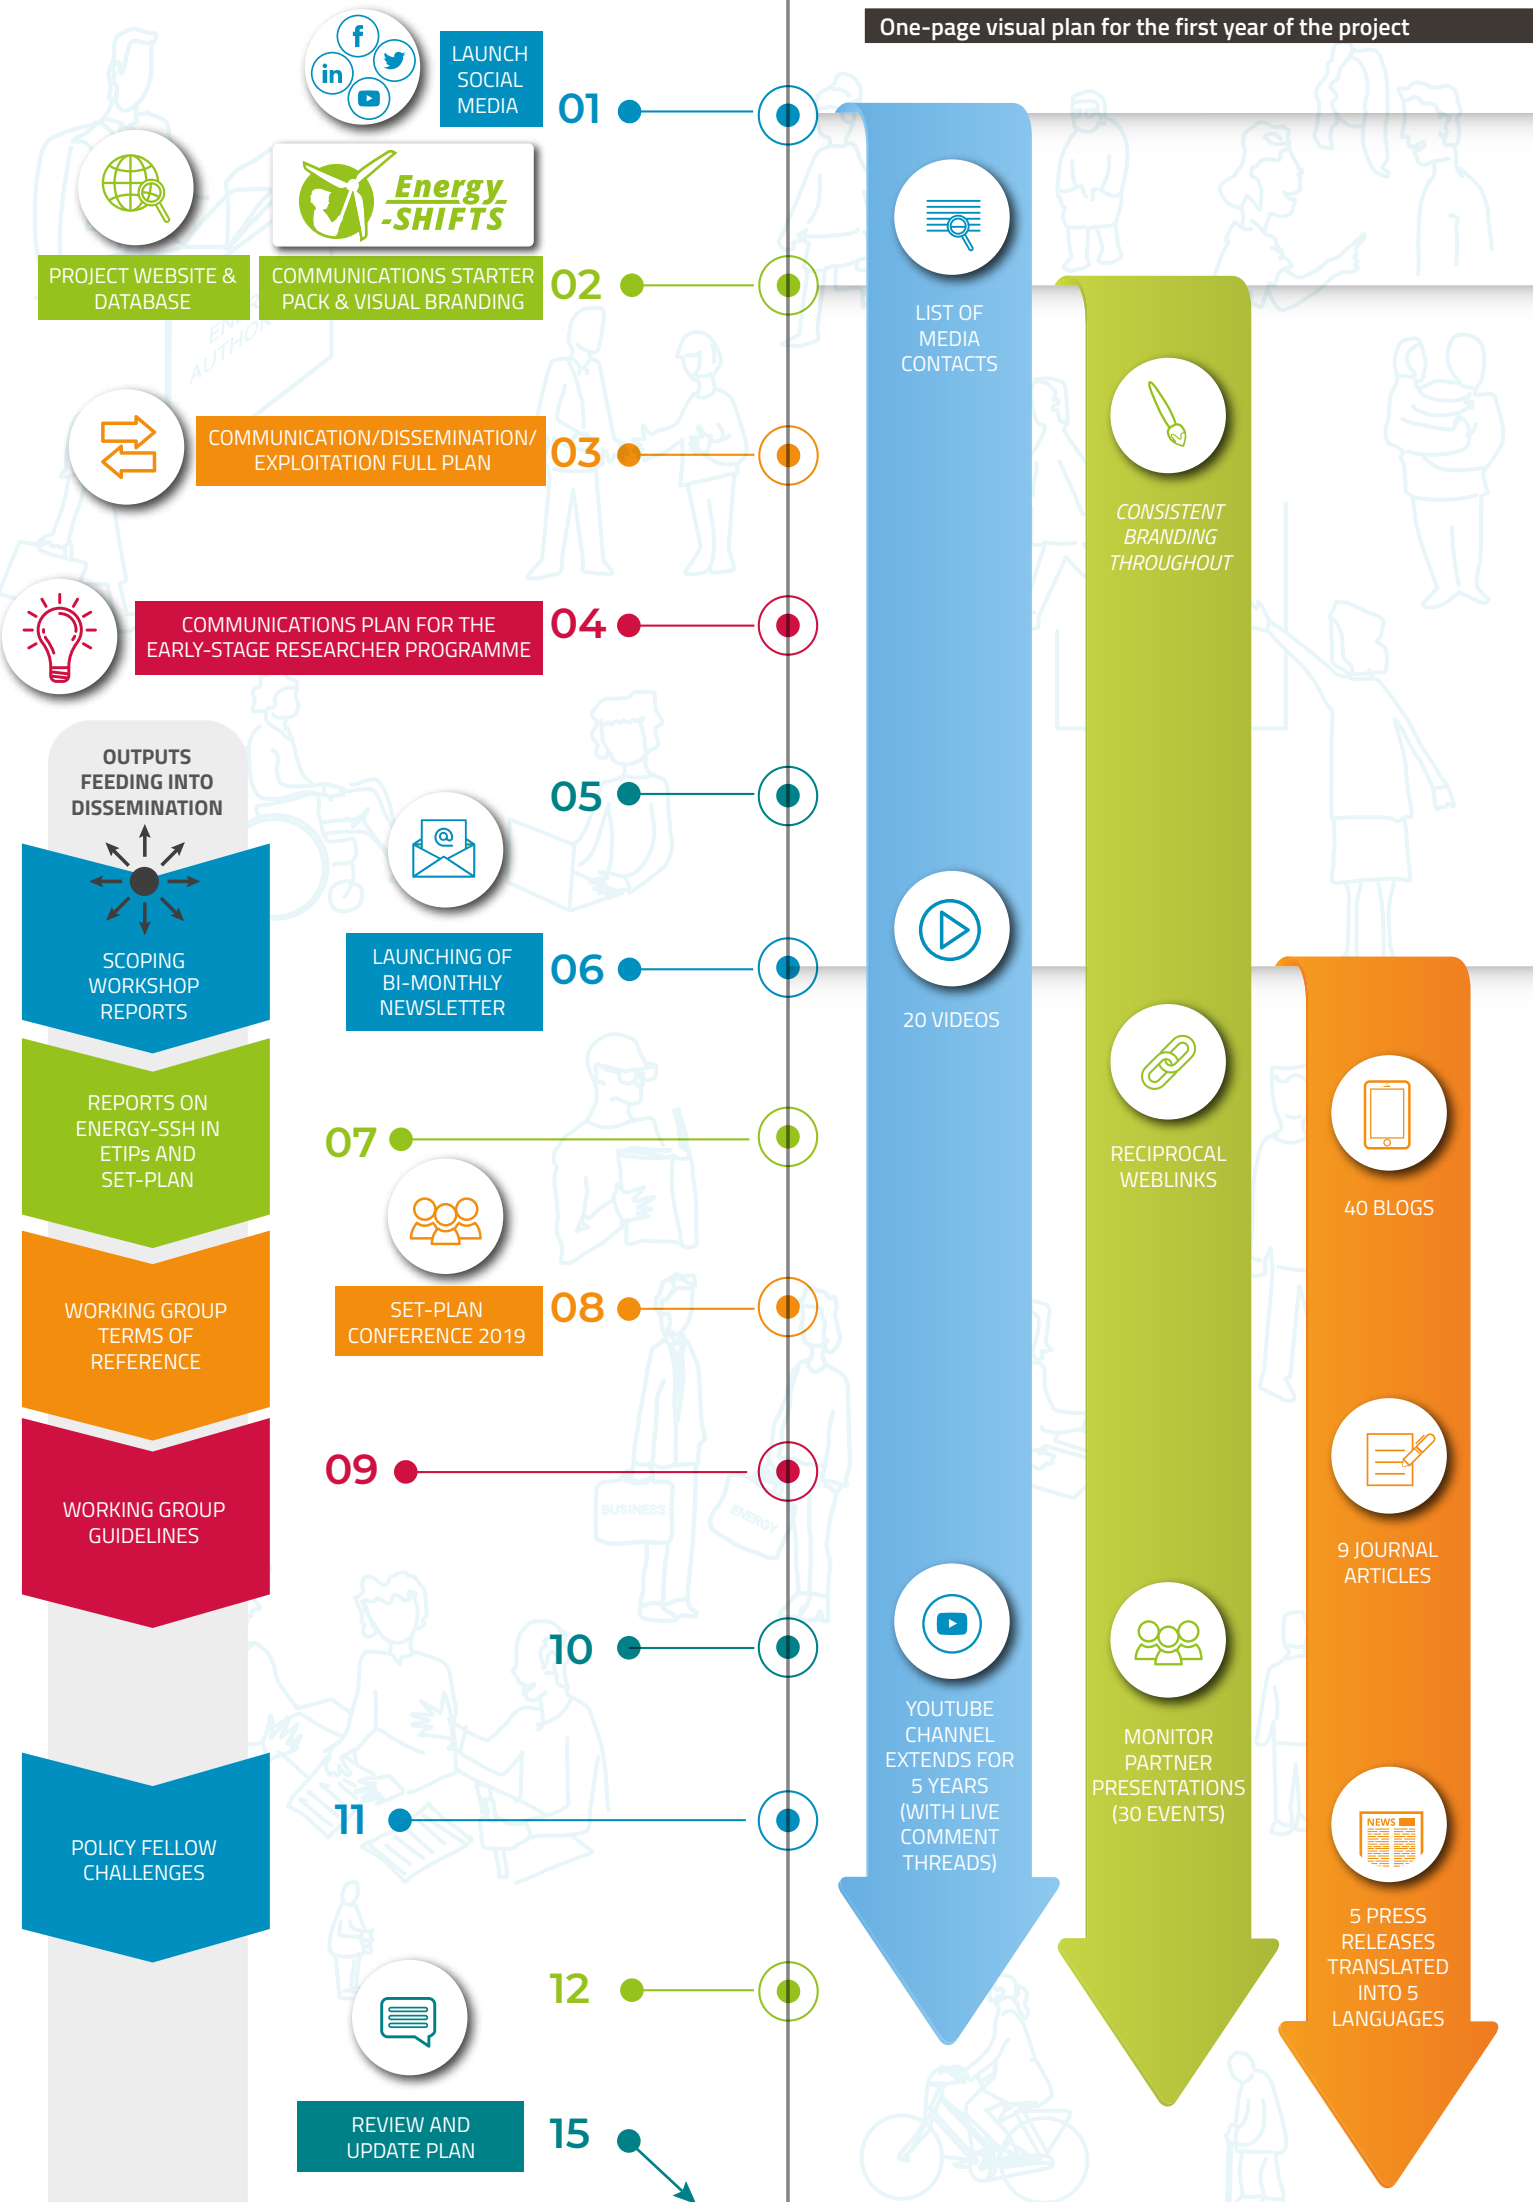 One-page visual plan for the first year of the project
LAUNCH
SOCIAL
MEDIA
01
Energy
-SHIFTS
PROJECT WEBSITE &
DATABASE
COMMUNICATIONS STARTER
PACK & VISUAL BRANDING
02
COMMUNICATION/DISSEMINATION/
EXPLOITATION FULL PLAN
03
COMMUNICATIONS PLAN FOR THE
EARLY-STAGE RESEARCHER PROGRAMME
04
OUTPUTS
FEEDING INTO
DISSEMINATION
05
SCOPING
WORKSHOP
REPORTS
LAUNCHING OF
BI-MONTHLY
NEWSLETTER
06
REPORTS ON
ENERGY-SSH IN
ETIPs AND
SET-PLAN
07
WORKING GROUP
TERMS OF
REFERENCE
SET-PLAN
CONFERENCE 2019
08
WORKING GROUP
GUIDELINES
09
BUSINESS
ENERGY
10
POLICY FELLOW
CHALLENGES
11
12
REVIEW AND
UPDATE PLAN
15
LIST OF
MEDIA
CONTACTS
20 VIDEOS
YOUTUBE
CHANNEL
EXTENDS FOR
5 YEARS
(WITH LIVE
COMMENT
THREADS)
CONSISTENT
BRANDING
THROUGHOUT
RECIPROCAL
WEBLINKS
MONITOR
PARTNER
PRESENTATIONS
(30 EVENTS)
40 BLOGS
9 JOURNAL
ARTICLES
NEWS
5 PRESS
RELEASES
TRANSLATED
INTO 5
LANGUAGES